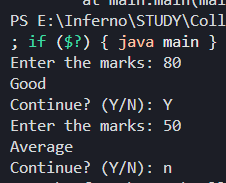 at main.main(mai
PS E:\Inferno\STUDY\Coll
; if ($?) { java main }
Enter the marks: 80
Good
Continue? (Y/N): Y
Enter the marks: 50
Average
Continue? (Y/N): n